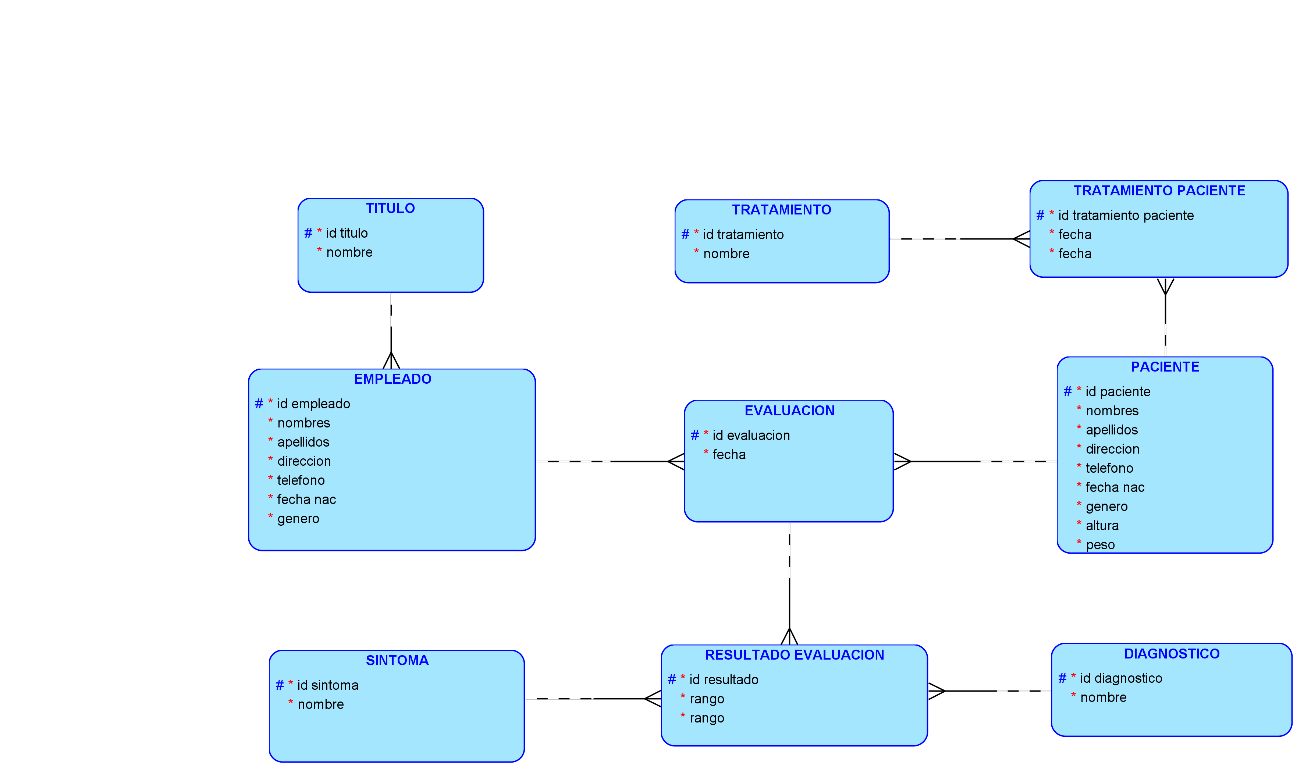 TITULO
# * id titulo
* nombre
TRATAMIENTO
# * id tratamiento
* nombre
TRATAMIENTO PACIENTE
# * id tratamiento paciente
* fecha
* fecha
EMPLEADO
# * id empleado
* nombres
* apellidos
* direccion
* telefono
* fecha nac
* genero
EVALUACION
# * id evaluacion
* fecha
PACIENTE
# * id paciente
* nombres
* apellidos
* direccion
* telefono
* fecha nac
* genero
* altura
* peso
SINTOMA
# * id sintoma
* nombre
RESULTADO EVALUACION
# * id resultado
* rango
* rango
DIAGNOSTICO
# * id diagnostico
* nombre